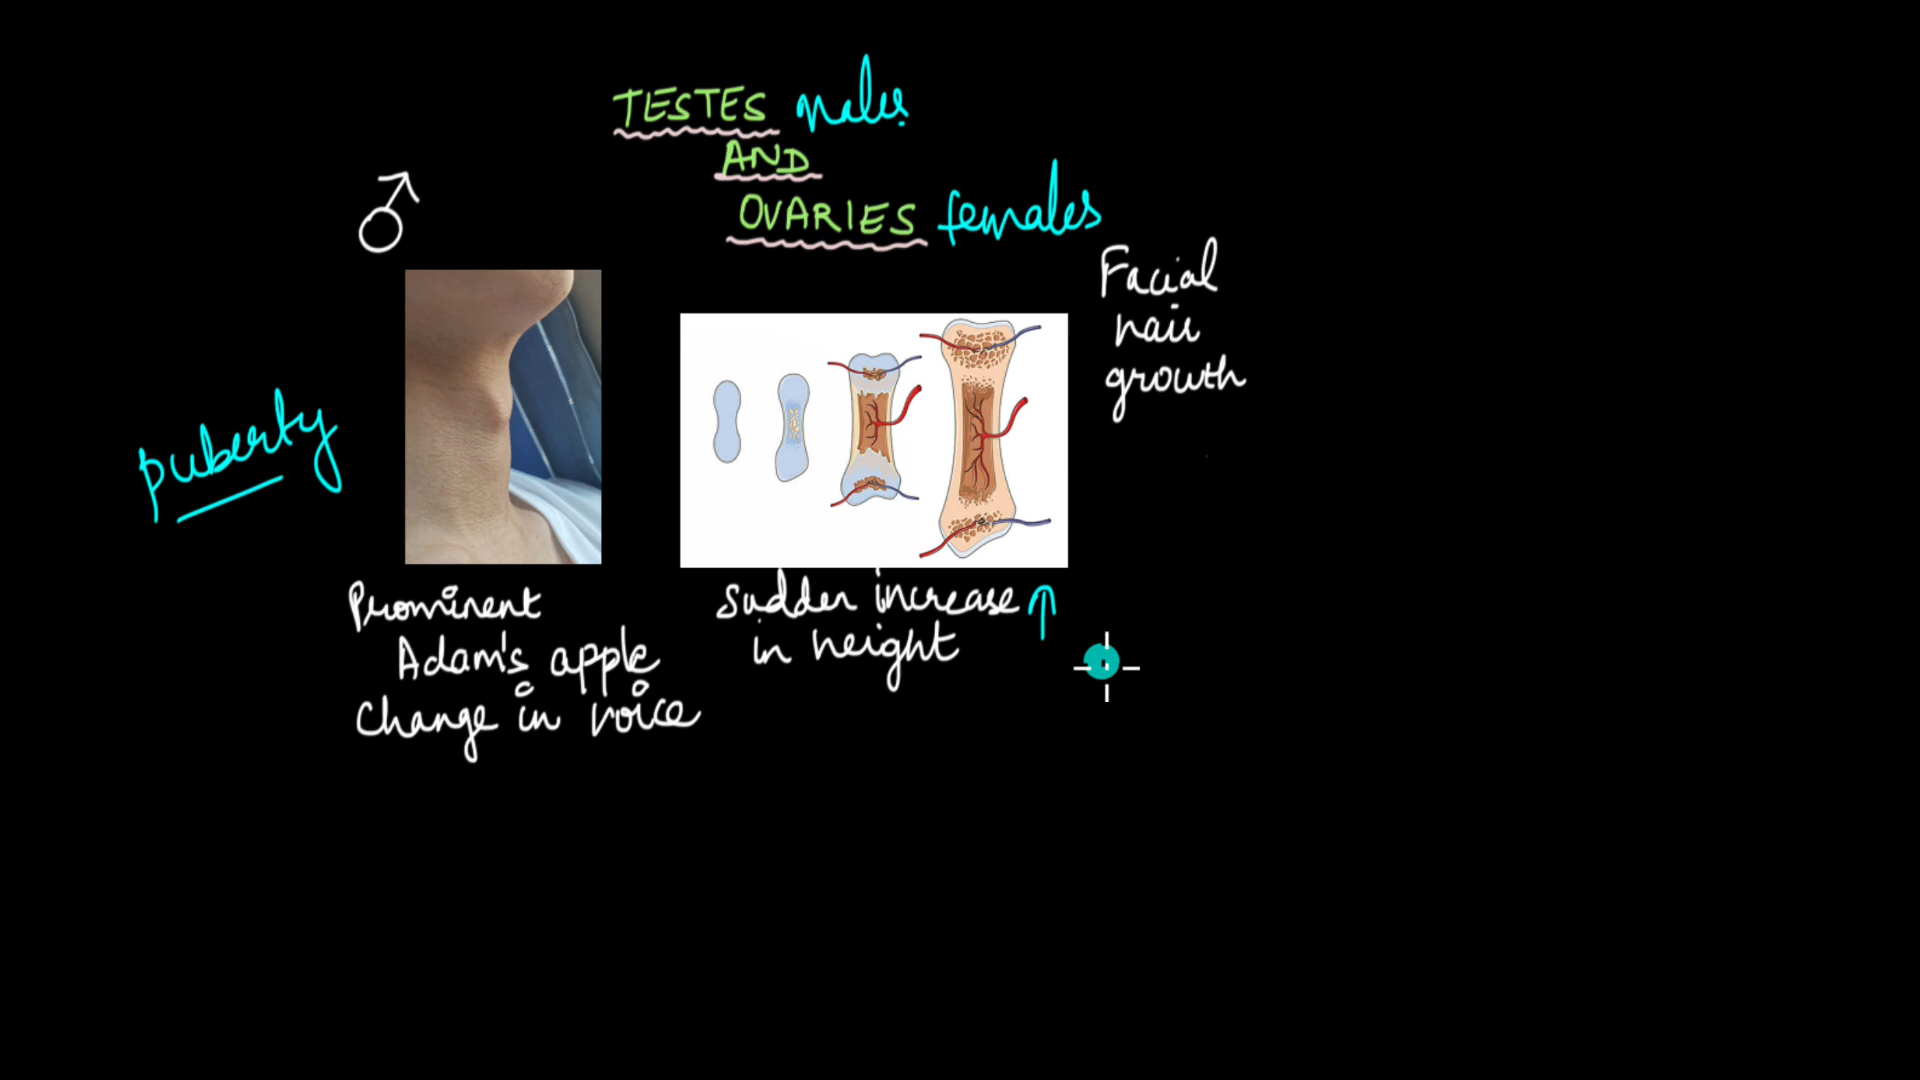 TESTES males
AND
OVARIES females
Facial
hair
growth
puberty
Prominent
Adam's apple
Change in voice
sudden increase
in height